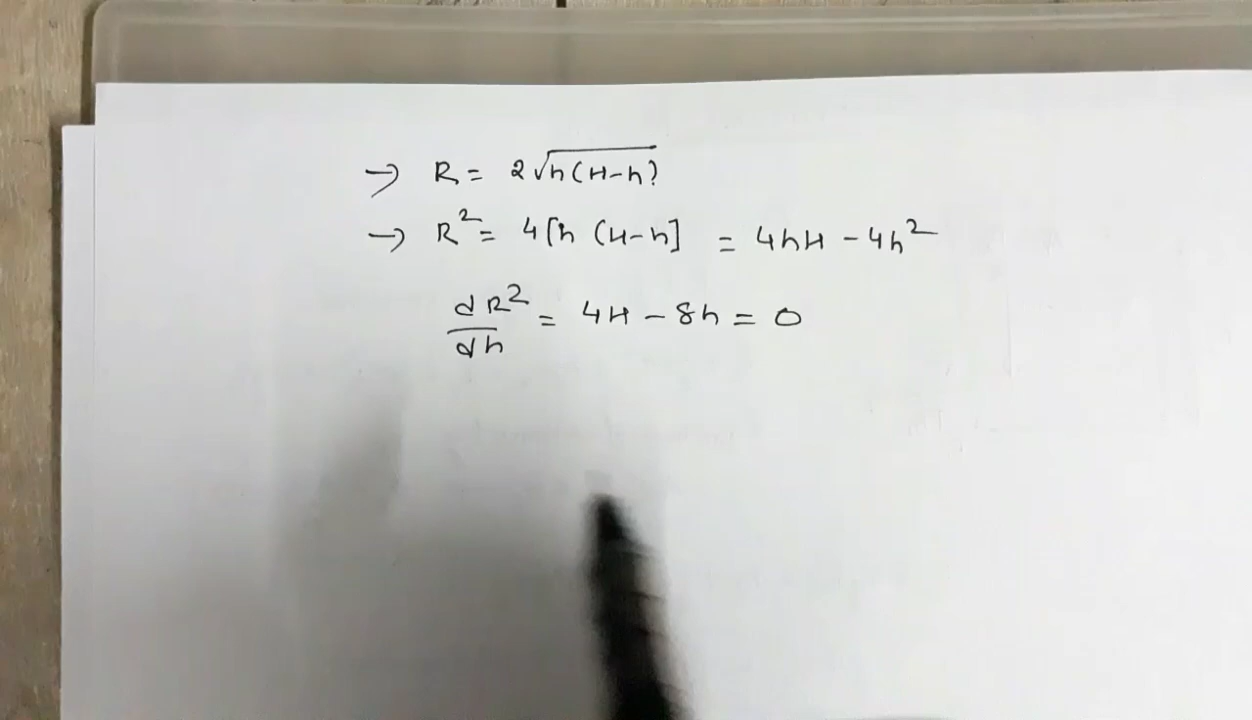 → R = 2√h(H-h)
→ R² = 4[h (H-h] = 4hH - 4h²
dR²/dh = 4H - 8h = 0